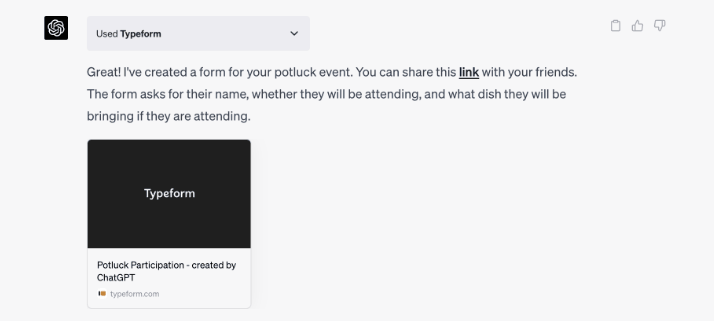 Used Typeform
Great! I've created a form for your potluck event. You can share this link with your friends.
The form asks for their name, whether they will be attending, and what dish they will be
bringing if they are attending.
Typeform
Potluck Participation - created by
ChatGPT
typeform.com